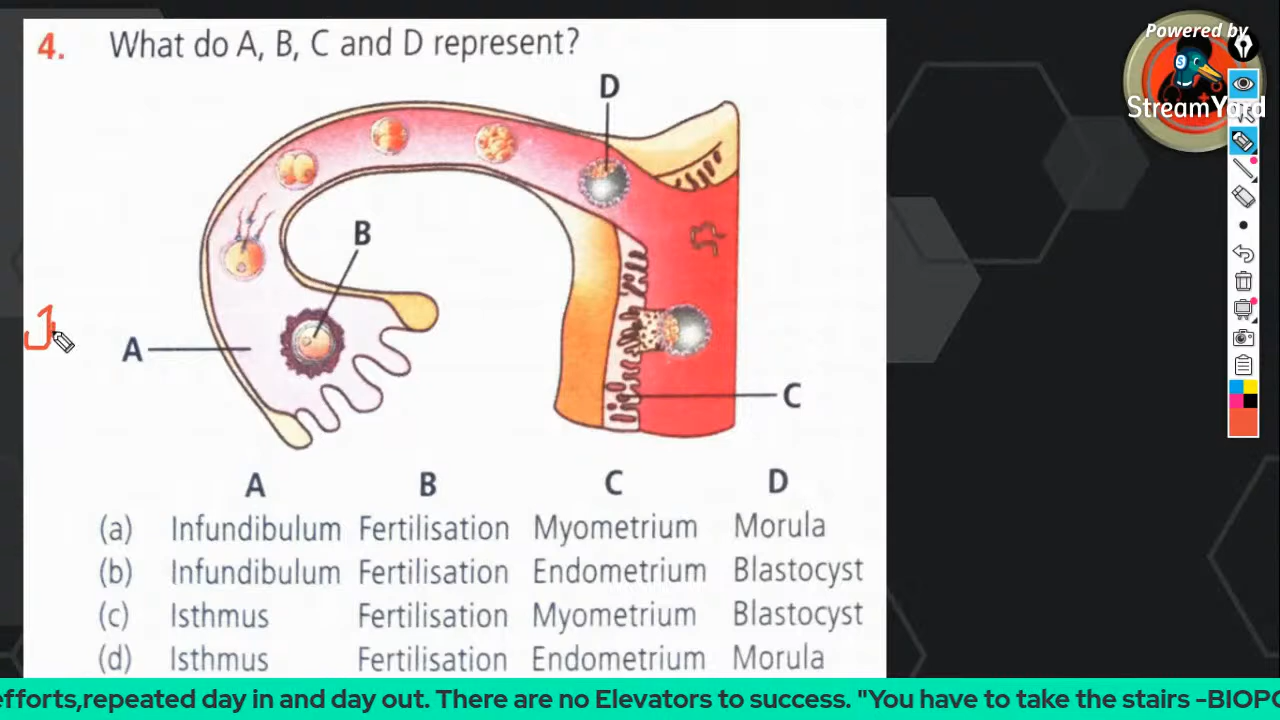 Powered by
StreamYard
4. What do A, B, C and D represent?
D
B
A
C
A B C D
(a) Infundibulum Fertilisation Myometrium Morula
(b) Infundibulum Fertilisation Endometrium Blastocyst
(c) Isthmus Fertilisation Myometrium Blastocyst
(d) Isthmus Fertilisation Endometrium Morula
efforts,repeated day in and day out. There are no Elevators to success. "You have to take the stairs -BIOPO